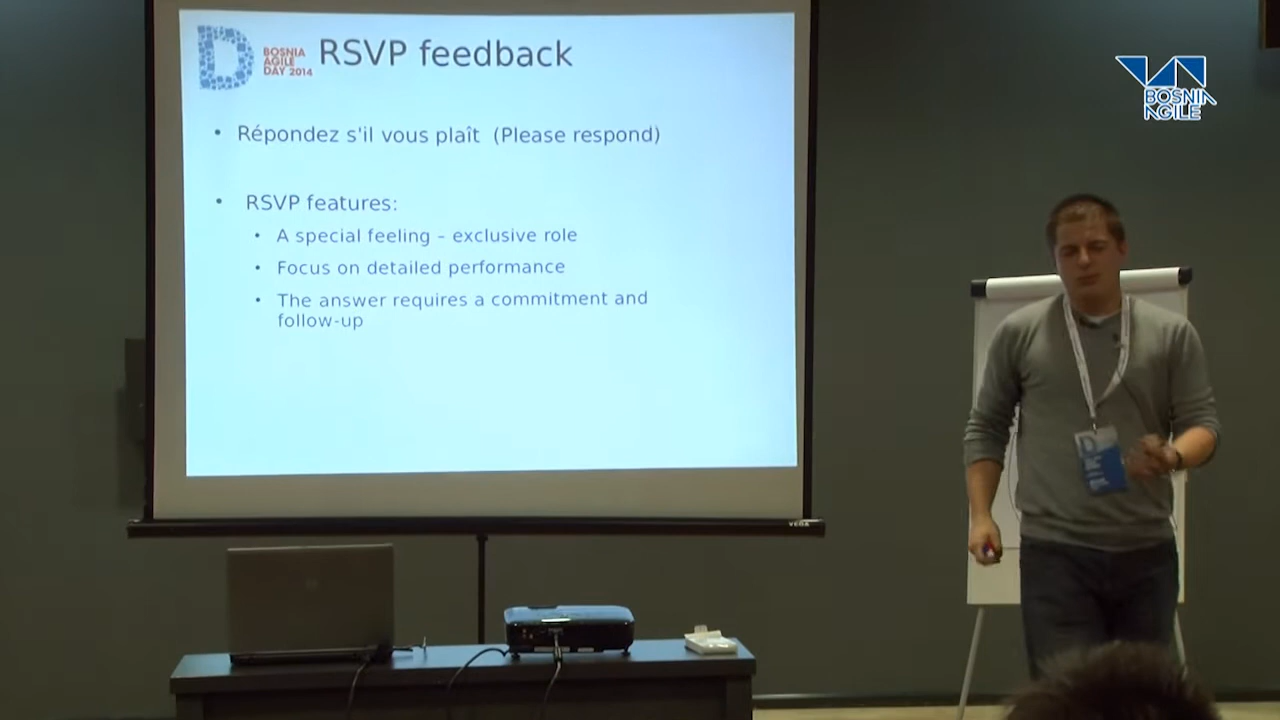 BOSNIA
AGILE
DAY 2014
RSVP feedback
• Répondez s'il vous plaît (Please respond)
• RSVP features:
• A special feeling – exclusive role
• Focus on detailed performance
• The answer requires a commitment and
follow-up
VEGA
BOSNIA
AGILE